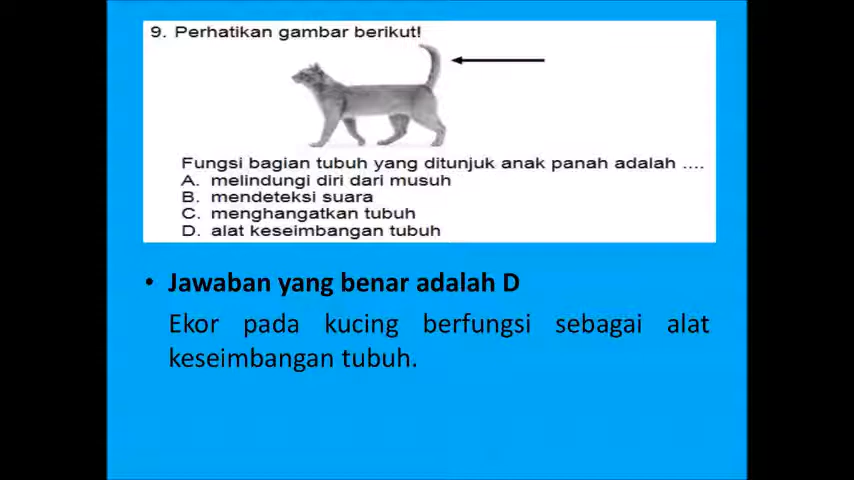 9. Perhatikan gambar berikut!
Fungsi bagian tubuh yang ditunjuk anak panah adalah ....
A. melindungi diri dari musuh
B. mendeteksi suara
C. menghangatkan tubuh
D. alat keseimbangan tubuh
• Jawaban yang benar adalah D
Ekor pada kucing berfungsi sebagai alat
keseimbangan tubuh.